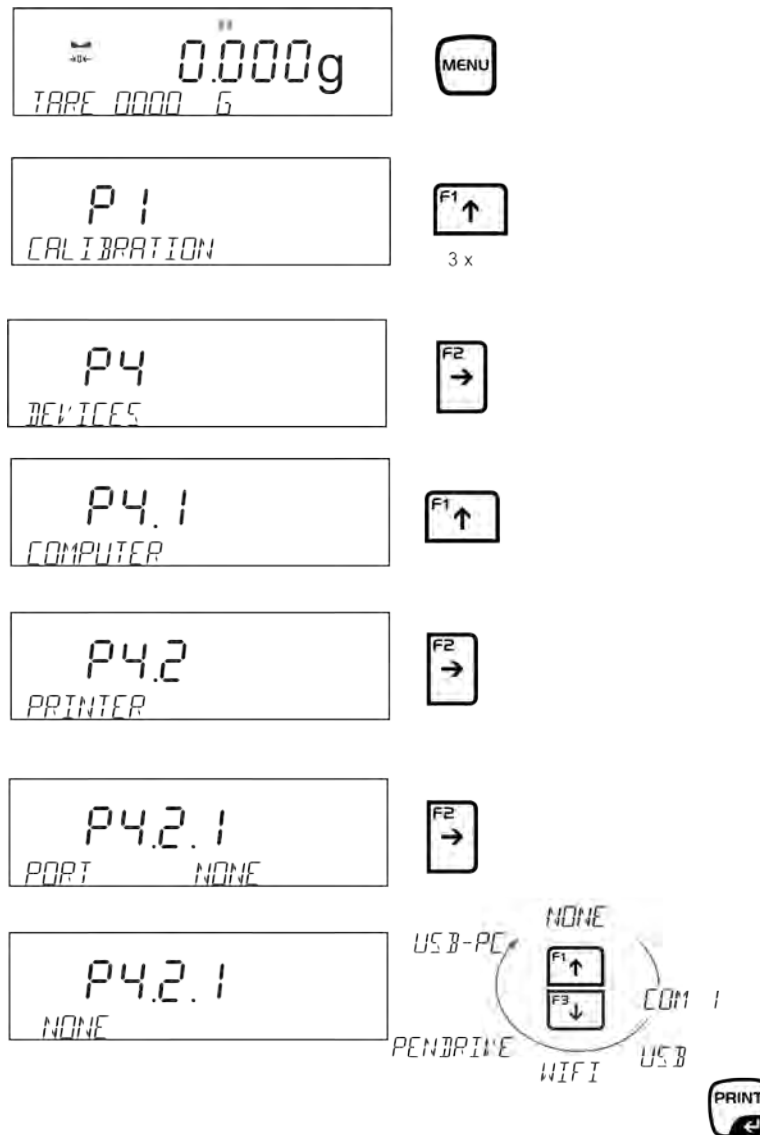 0.000g
TARE 0000 G
MENU
P1
CALIBRATION
F1
3 x
P4
DEVICES
F2
P4.1
COMPUTER
F1
P4.2
PRINTER
F2
P4.2.1
PORT NONE
F2
P4.2.1
NONE
NONE
USB-PC
F1
F3
COM 1
PENDRIVE
WIFI
USB
PRINT